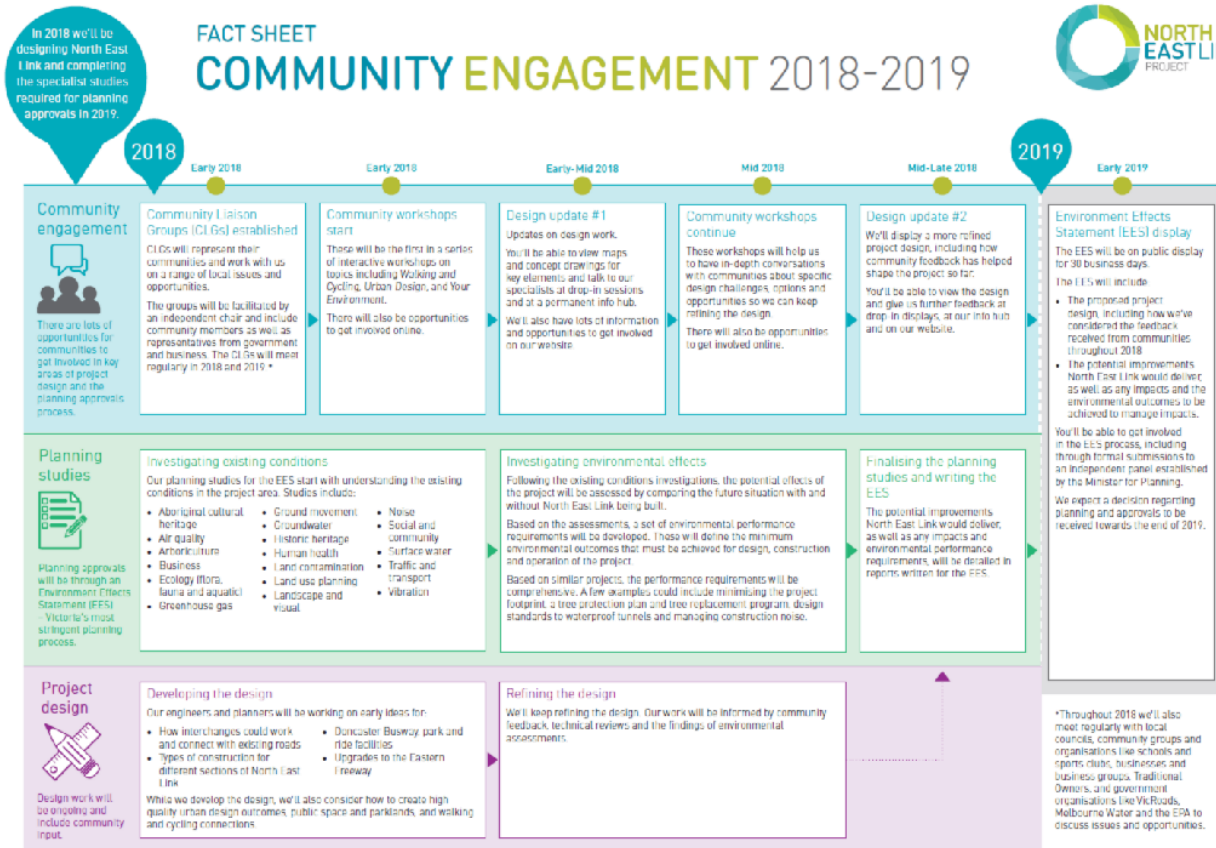 In 2018 we'll be
designing North East
Link and completing
the specialist studies
required for planning
approvals in 2019.
FACT SHEET
COMMUNITY ENGAGEMENT 2018-2019
NORTH
EAST LI
PROJECT
2018
Early 2018
Early 2018
Early-Mid 2018
Mid 2018
Mid-Late 2018
2019
Early 2019
Community
engagement
There are lots of
opportunities for
communities to
get involved in key
areas of project
design and the
planning approvals
process.
Community Liaison
Groups (CLGs) established
CLGs will represent their
communities and work with us
on a range of local issues and
opportunities.
The groups will be facilitated by
an independent chair and include
community members as well as
representatives from government
and business. The CLGs will meet
regularly in 2018 and 2019.*
Community workshops
start
These will be the first in a series
of interactive workshops on
topics including Walking and
Cycling, Urban Design, and Your
Environment.
There will also be opportunities
to get involved online.
Design update #1
Updates on design work.
You'll be able to view maps
and concept drawings for
key elements and talk to our
specialists at drop-in sessions
and at a permanent info hub.
We'll also have lots of information
and opportunities to get involved
on our website.
Community workshops
continue
These workshops will help us
to have in-depth conversations
with communities about specific
design challenges, options and
opportunities so we can keep
refining the design.
There will also be opportunities
to get involved online.
Design update #2
We'll display a more refined
project design, including how
community feedback has helped
shape the project so far.
You'll be able to view the design
and give us further feedback at
drop-in displays, at our info hub
and on our website.
Environment Effects
Statement (EES) display
The EES will be on public display
for 30 business days.
The EES will include:
• The proposed project
design, including how we've
considered the feedback
received from communities
throughout 2018
• The potential improvements
North East Link would deliver,
as well as any impacts and the
environmental outcomes to be
achieved to manage impacts.
You'll be able to get involved
in the EES process, including
through formal submissions to
an independent panel established
by the Minister for Planning.
We expect a decision regarding
planning and approvals to be
received towards the end of 2019.
Planning
studies
Planning approvals
will be through an
Environment Effects
Statement (EES)
– Victoria's most
stringent planning
process.
Investigating existing conditions
Our planning studies for the EES start with understanding the existing
conditions in the project area. Studies include:
• Aboriginal cultural
heritage
• Air quality
• Arboriculture
• Business
• Ecology (flora,
fauna and aquatic)
• Greenhouse gas
• Ground movement
• Groundwater
• Historic heritage
• Human health
• Land contamination
• Land use planning
• Landscape and
visual
• Noise
• Social and
community
• Surface water
• Traffic and
transport
• Vibration
Investigating environmental effects
Following the existing conditions investigations, the potential effects of
the project will be assessed by comparing the future situation with and
without North East Link being built.
Based on the assessments, a set of environmental performance
requirements will be developed. These will define the minimum
environmental outcomes that must be achieved for design, construction
and operation of the project.
Based on similar projects, the performance requirements will be
comprehensive. A few examples could include minimising the project
footprint, a tree protection plan and tree replacement program, design
standards to waterproof tunnels and managing construction noise.
Finalising the planning
studies and writing the
EES
The potential improvements
North East Link would deliver,
as well as any impacts and
environmental performance
requirements, will be detailed in
reports written for the EES.
Project
design
Design work will
be ongoing and
include community
input.
Developing the design
Our engineers and planners will be working on early ideas for:
• How interchanges could work
and connect with existing roads
• Types of construction for
different sections of North East
Link
• Doncaster Busway, park and
ride facilities
• Upgrades to the Eastern
Freeway
While we develop the design, we'll also consider how to create high
quality urban design outcomes, public space and parklands, and walking
and cycling connections.
Refining the design
We'll keep refining the design. Our work will be informed by community
feedback, technical reviews and the findings of environmental
assessments.
*Throughout 2018 we'll also
meet regularly with local
councils, community groups and
organisations like schools and
sports clubs, businesses and
business groups, Traditional
Owners, and government
organisations like VicRoads,
Melbourne Water and the EPA to
discuss issues and opportunities.